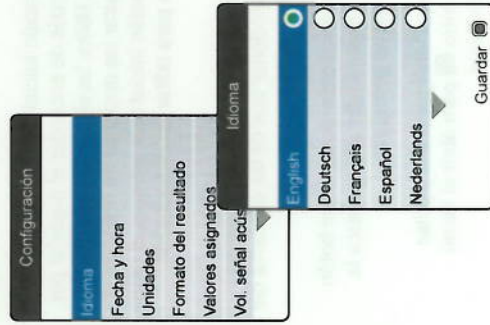 Configuración
Idioma
Fecha y hora
Unidades
Formato del resultado
Valores asignados
Vol. señal acús
Idioma
English
Deutsch
Français
Español
Nederlands
Guardar